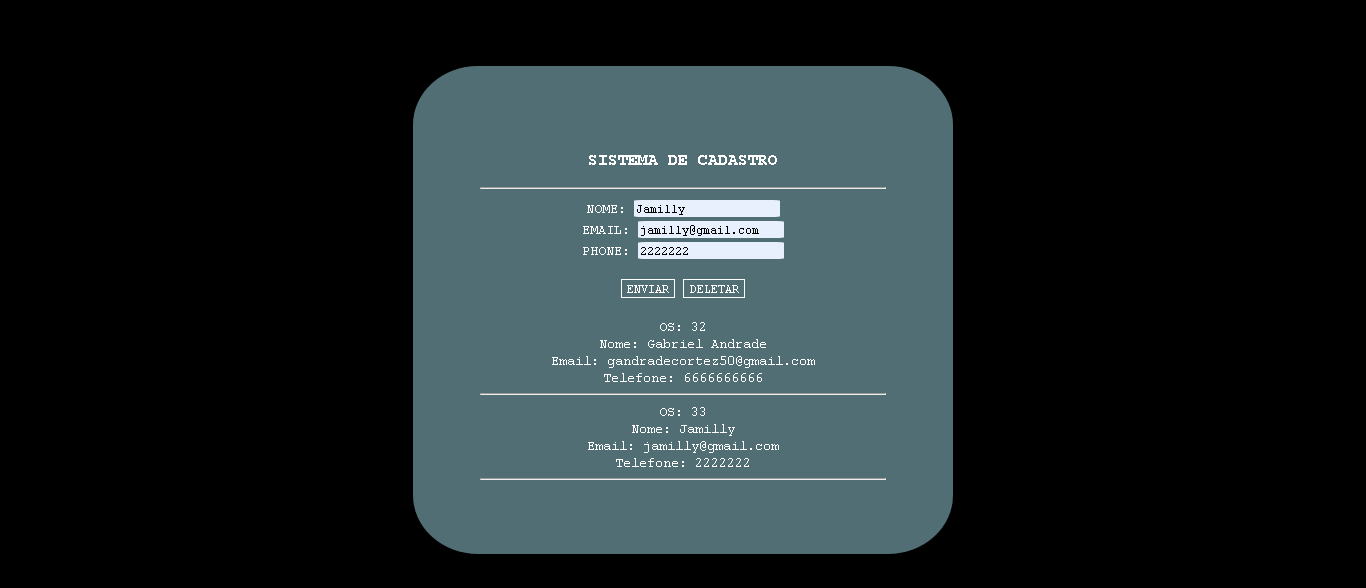 SISTEMA DE CADASTRO
NOME: Jamilly
EMAIL: jamilly@gmail.com
PHONE: 2222222
ENVIAR DELETAR
OS: 32
Nome: Gabriel Andrade
Email: gandradecortez50@gmail.com
Telefone: 6666666666
OS: 33
Nome: Jamilly
Email: jamilly@gmail.com
Telefone: 2222222